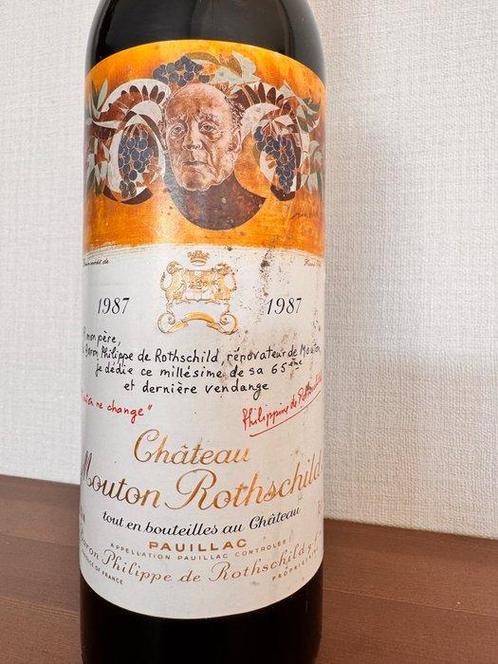 1987 1987
mon père,
Baron Philippe de Rothschild, rénovateur de Mouton,
je dédie ce millésime de sa 65ème
et dernière vendange
ne change"
Philippine de Rothschild
Château
Mouton Rothschild
tout en bouteilles au Château
PAUILLAC
APPELLATION PAUILLAC CONTROLÉE
Baron Philippe de Rothschild
FRANCE